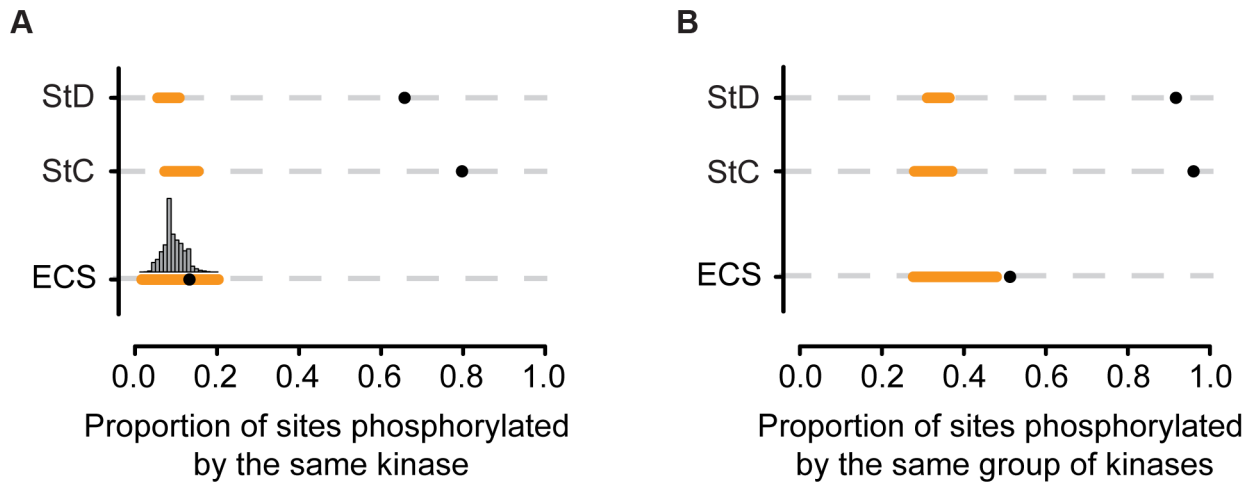 A
StD
StC
ECS
0.0 0.2 0.4 0.6 0.8 1.0
Proportion of sites phosphorylated
by the same kinase
B
StD
StC
ECS
0.0 0.2 0.4 0.6 0.8 1.0
Proportion of sites phosphorylated
by the same group of kinases